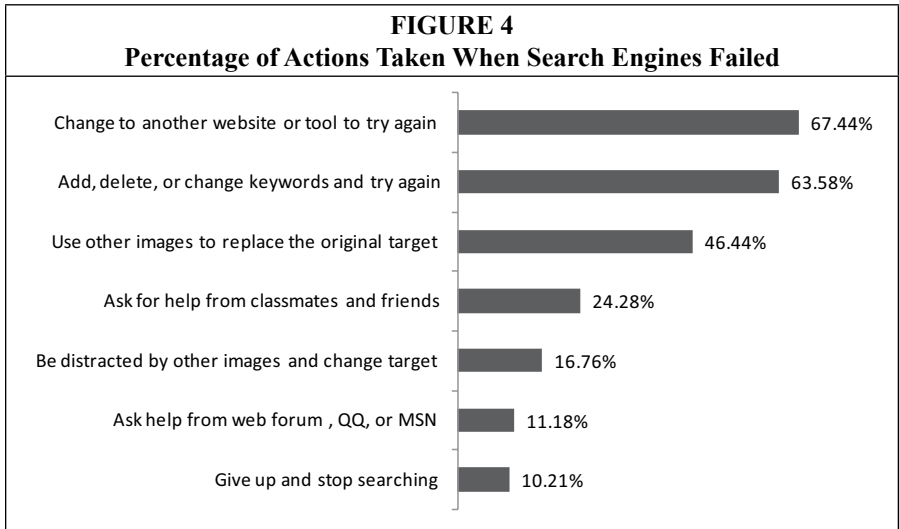 FIGURE 4
Percentage of Actions Taken When Search Engines Failed
Change to another website or tool to try again 67.44%
Add, delete, or change keywords and try again 63.58%
Use other images to replace the original target 46.44%
Ask for help from classmates and friends 24.28%
Be distracted by other images and change target 16.76%
Ask help from web forum , QQ, or MSN 11.18%
Give up and stop searching 10.21%